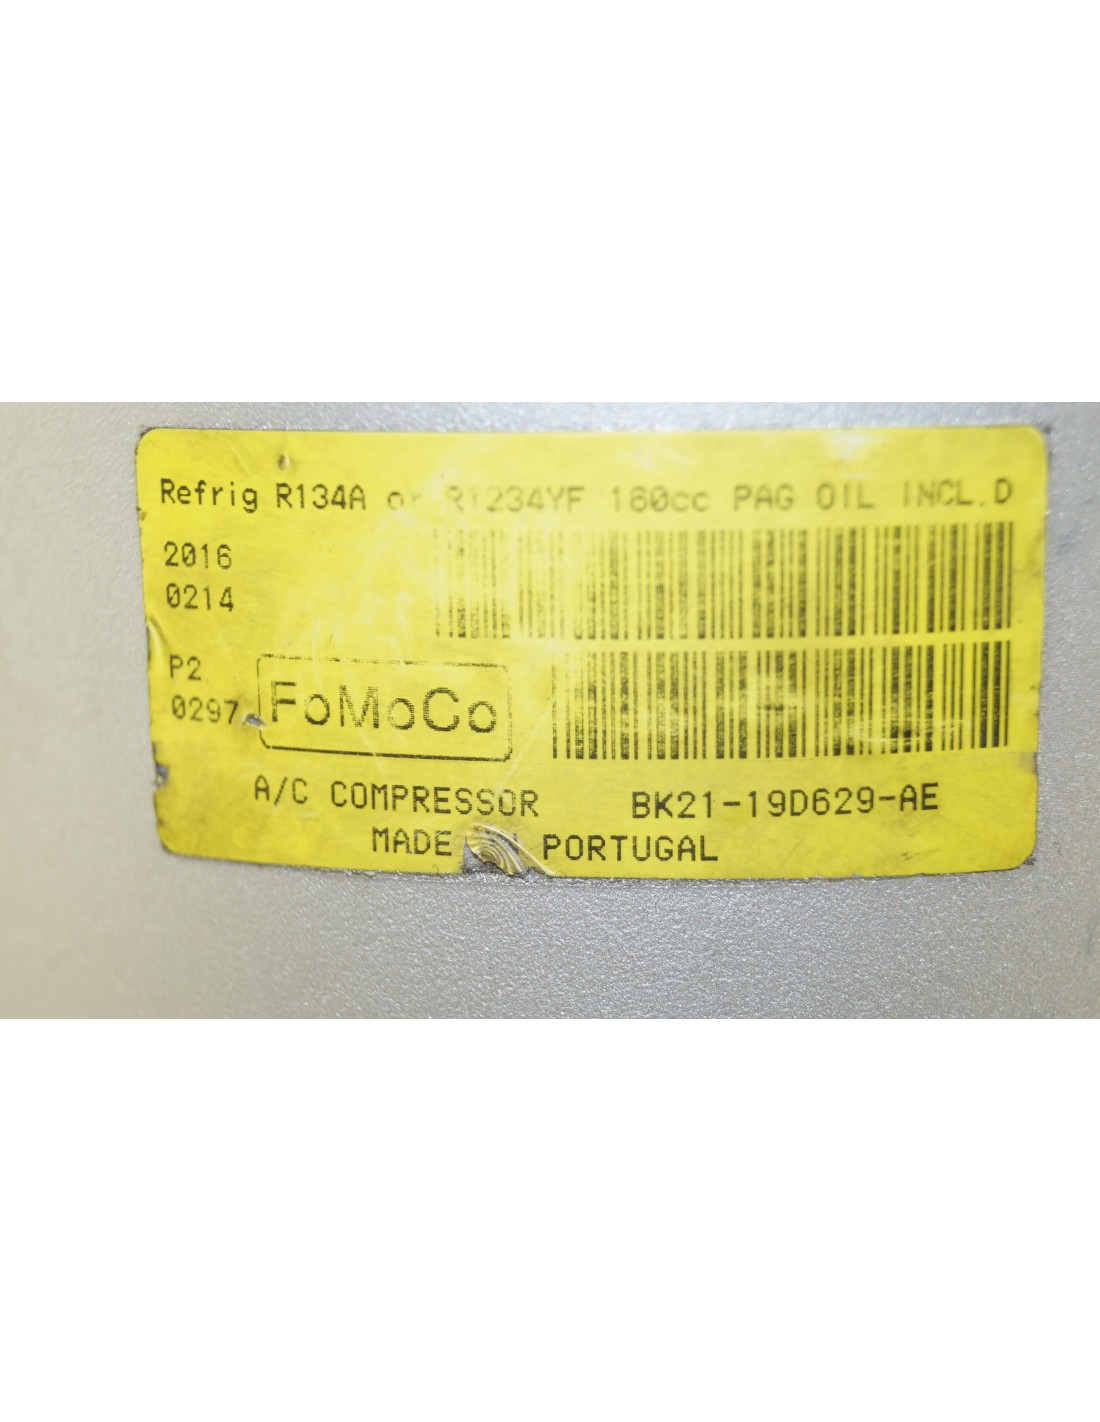 Refrig R134A or R1234YF 160cc PAG OIL INCL.D
2016
0214
P2
0297
FoMoCo
A/C COMPRESSOR BK21-19D629-AE
MADE PORTUGAL